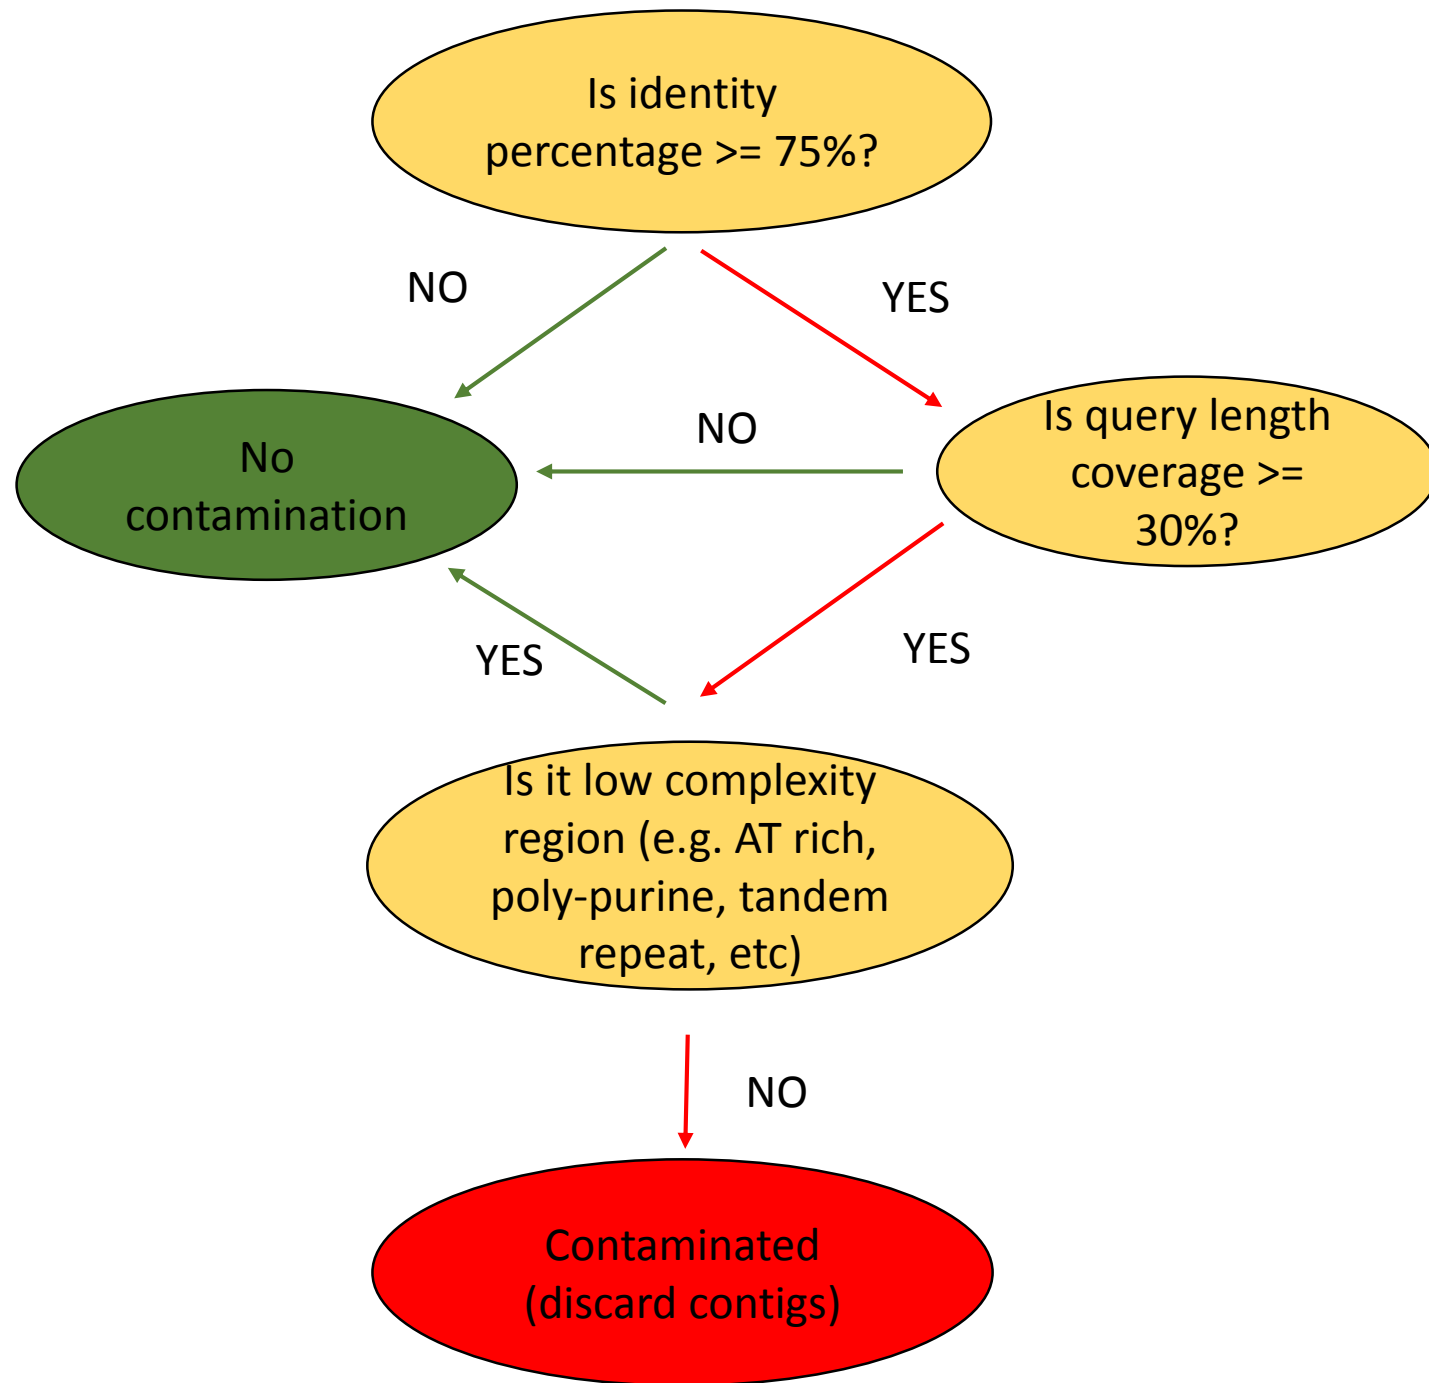 Is identity
percentage >= 75%?
NO
YES
No
contamination
NO
Is query length
coverage >=
30%?
YES
YES
Is it low complexity
region (e.g. AT rich,
poly-purine, tandem
repeat, etc)
NO
Contaminated
(discard contigs)